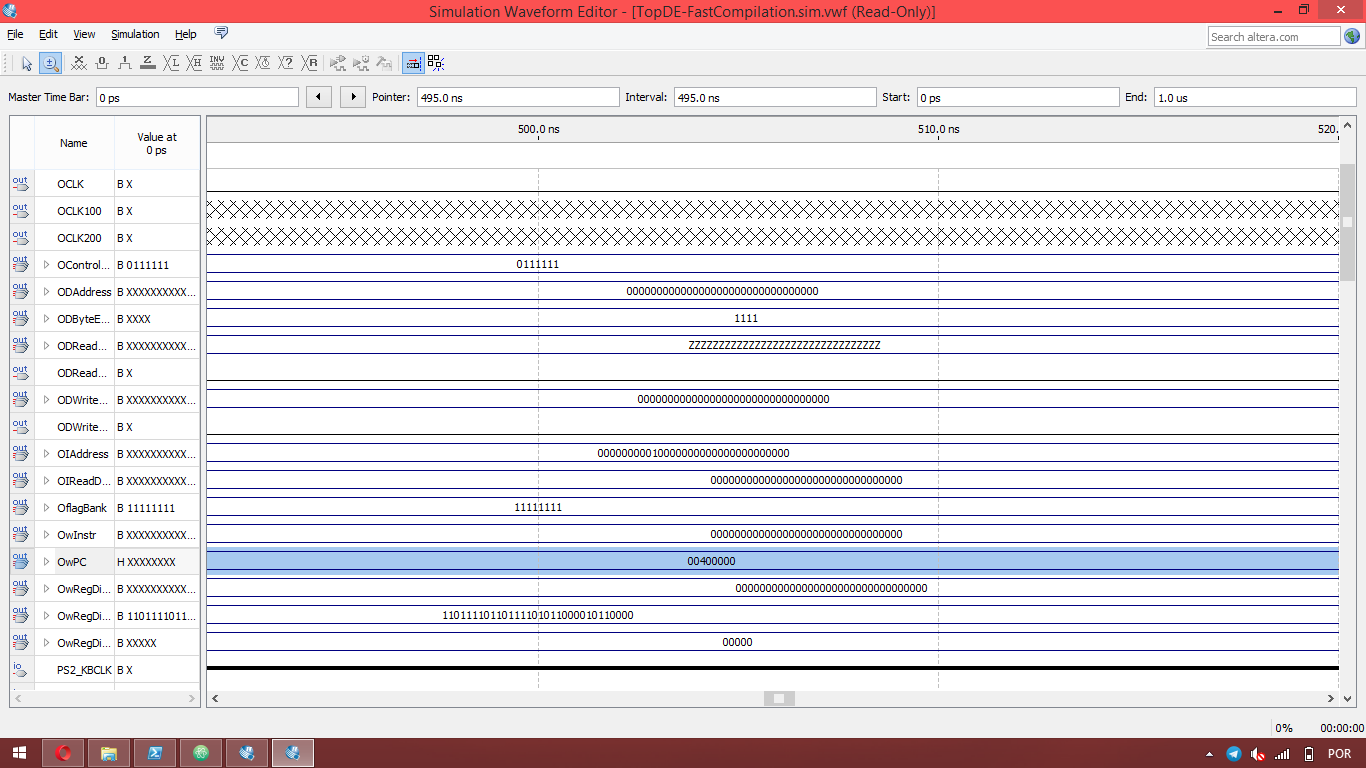 Simulation Waveform Editor - [TopDE-FastCompilation.sim.vwf (Read-Only)]
File Edit View Simulation Help
Search altera.com
Master Time Bar: 0 ps Pointer: 495.0 ns Interval: 495.0 ns Start: 0 ps End: 1.0 us
Name Value at 0 ps 500.0 ns 510.0 ns 520.
out OCLK B X
out OCLK100 B X
out OCLK200 B X
out OControl... B 0111111 0111111
out ODAddress B XXXXXXXXXX... 00000000000000000000000000000000
out ODByteE... B XXXX 1111
out ODRead... B XXXXXXXXXX... ZZZZZZZZZZZZZZZZZZZZZZZZZZZZZZZZ
out ODRead... B X
out ODWrite... B XXXXXXXXXX... 00000000000000000000000000000000
out ODWrite... B X
out OIAddress B XXXXXXXXXX... 00000000010000000000000000000000
out OIReadD... B XXXXXXXXXX... 00000000000000000000000000000000
out OflagBank B 11111111 11111111
out OwInstr B XXXXXXXXXX... 00000000000000000000000000000000
out OwPC H XXXXXXXX 00400000
out OwRegDi... B XXXXXXXXXX... 00000000000000000000000000000000
out OwRegDi... B 1101111011... 11011110110111101011000010110000
out OwRegDi... B XXXXX 00000
io PS2_KBCLK B X
0% 00:00:00
POR